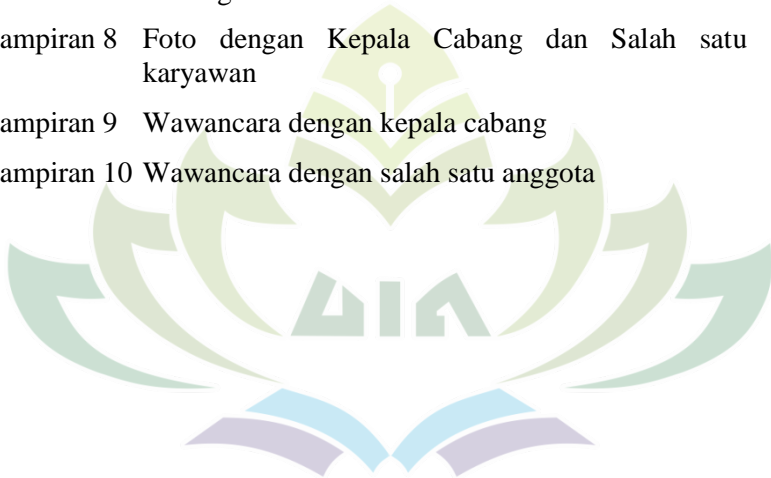 ampiran 8 Foto dengan Kepala Cabang dan Salah satu
karyawan
ampiran 9 Wawancara dengan kepala cabang
ampiran 10 Wawancara dengan salah satu anggota
UIN